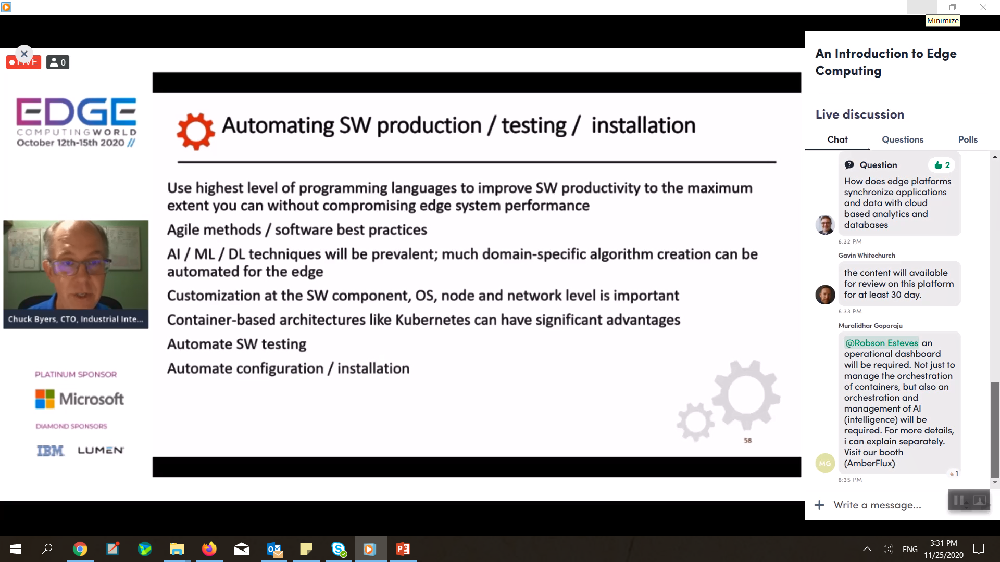 Minimize
LIVE
0
EDGE
COMPUTINGWORLD
October 12th-15th 2020 //
Automating SW production / testing / installation
Use highest level of programming languages to improve SW productivity to the maximum
extent you can without compromising edge system performance
Agile methods / software best practices
AI / ML / DL techniques will be prevalent; much domain-specific algorithm creation can be
automated for the edge
Customization at the SW component, OS, node and network level is important
Container-based architectures like Kubernetes can have significant advantages
Automate SW testing
Automate configuration / installation
58
Chuck Byers, CTO, Industrial Inte...
PLATINUM SPONSOR
Microsoft
DIAMOND SPONSORS
IBM LUMEN
An Introduction to Edge
Computing
Live discussion
Chat Questions Polls
Question 2
How does edge platforms
synchronize applications
and data with cloud
based analytics and
databases
6:32 PM
Gavin Whitechurch
the content will available
for review on this platform
for at least 30 day.
6:33 PM
Muralidhar Goparaju
@Robson Esteves an
operational dashboard
will be required. Not just to
manage the orchestration
of containers, but also an
orchestration and
management of AI
(intelligence) will be
required. For more details,
i can explain separately.
Visit our booth
(AmberFlux)
MG
1
6:35 PM
+ Write a message...
ENG
3:31 PM
11/25/2020